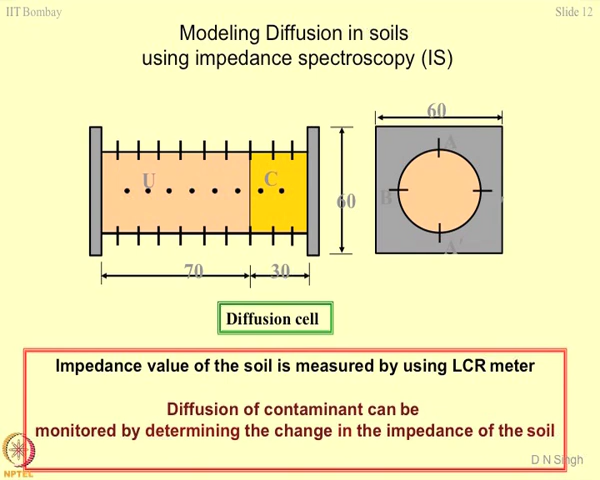 IIT Bombay
Slide 12
Modeling Diffusion in soils
using impedance spectroscopy (IS)
60
A
U
C
B
60
A'
70
30
Diffusion cell
Impedance value of the soil is measured by using LCR meter
Diffusion of contaminant can be
monitored by determining the change in the impedance of the soil
D N Singh
NPTEL